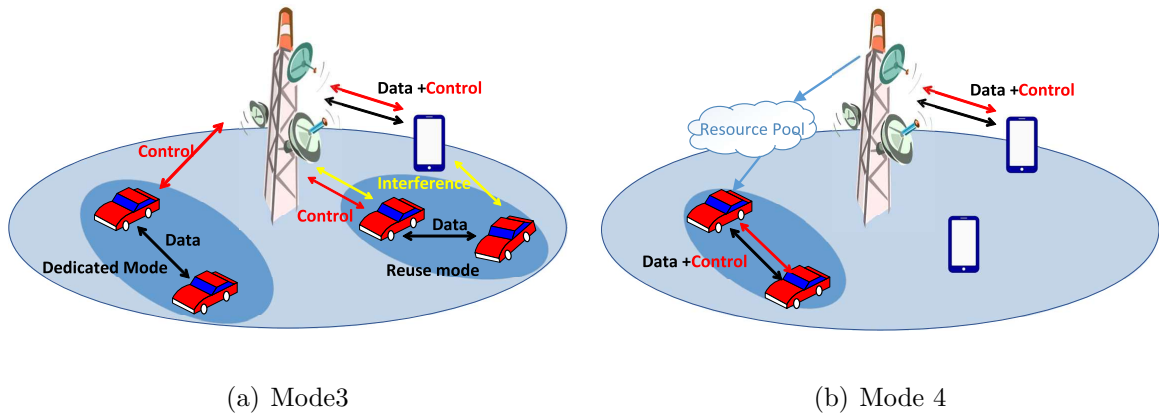 Data +Control
Control
Interference
Control
Data
Data
Dedicated Mode
Reuse mode
(a) Mode3
Data +Control
Resource Pool
Data +Control
(b) Mode 4